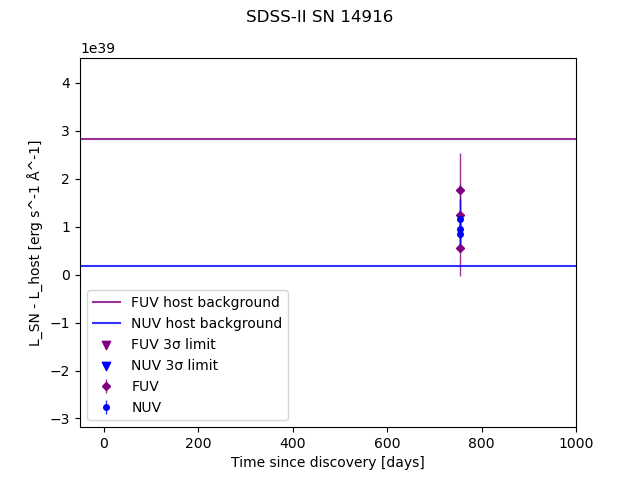 SDSS-II SN 14916
1e39
4
3
2
1
0
−1
−2
−3
L_SN - L_host [erg s^-1 Å^-1]
FUV host background
NUV host background
FUV 3σ limit
NUV 3σ limit
FUV
NUV
0 200 400 600 800 1000
Time since discovery [days]